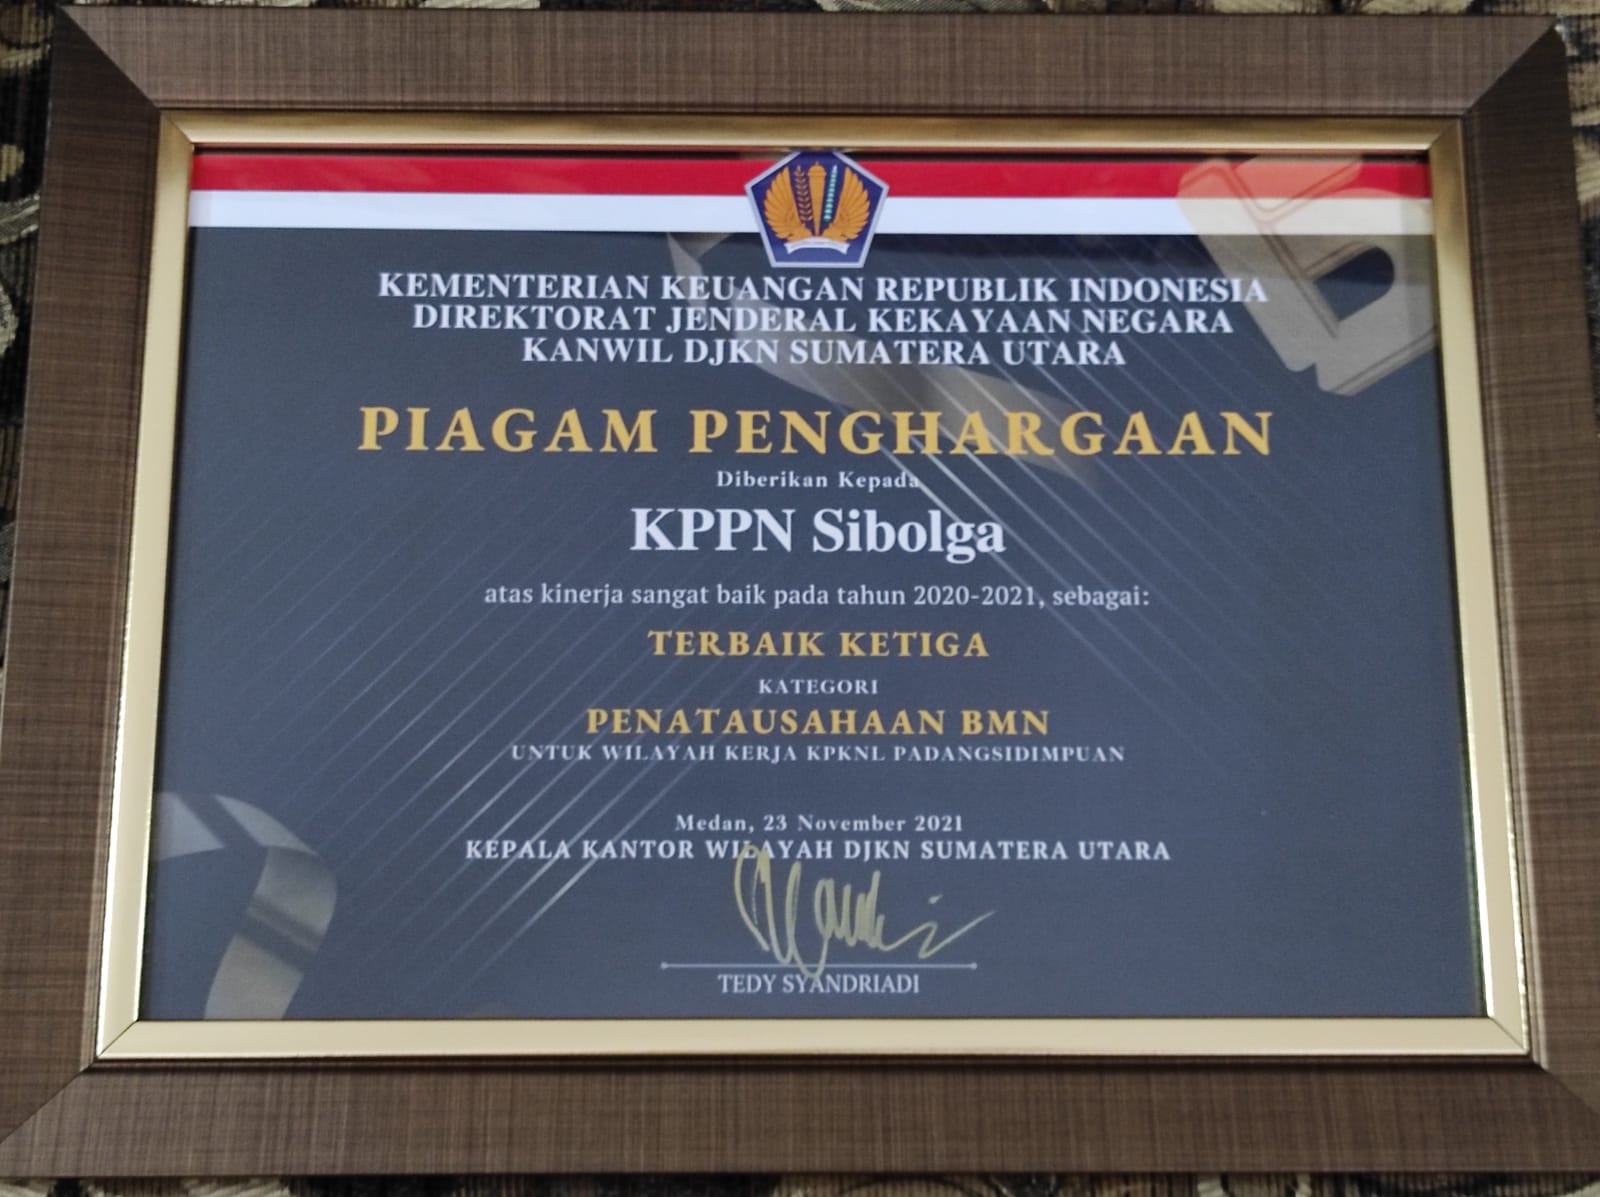 KEMENTERIAN KEUANGAN REPUBLIK INDONESIA
DIREKTORAT JENDERAL KEKAYAAN NEGARA
KANWIL DJKN SUMATERA UTARA
PIAGAM PENGHARGAAN
Diberikan Kepada
KPPN Sibolga
atas kinerja sangat baik pada tahun 2020-2021, sebagai:
TERBAIK KETIGA
KATEGORI
PENATAUSAHAAN BMN
UNTUK WILAYAH KERJA KPKNL PADANGSIDIMPUAN
Medan, 23 November 2021
KEPALA KANTOR WILAYAH DJKN SUMATERA UTARA
TEDY SYANDRIADI